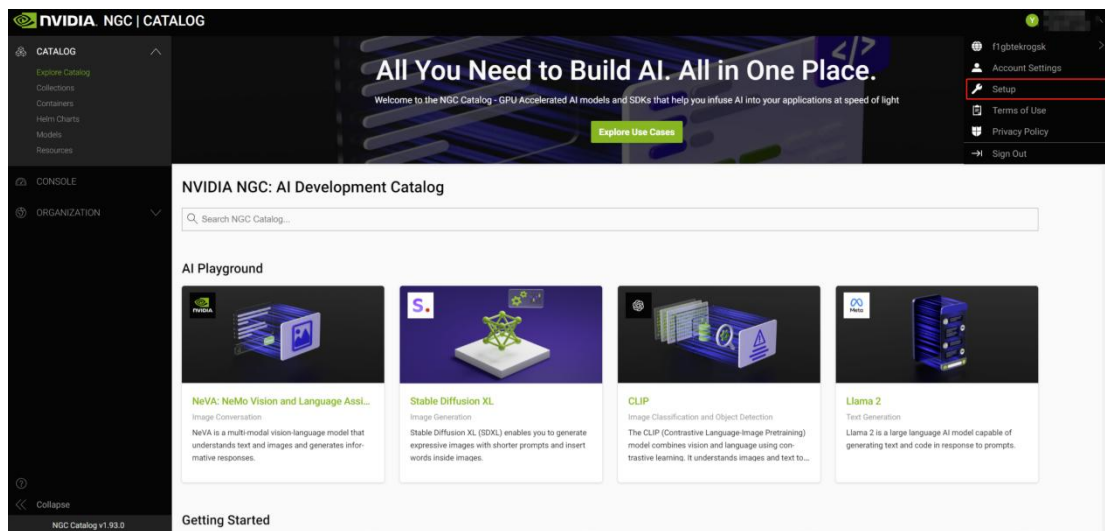 NVIDIA. NGC | CATALOG
Y
CATALOG
Explore Catalog
Collections
Containers
Helm Charts
Models
Resources
CONSOLE
ORGANIZATION
Collapse
NGC Catalog v1.93.0
f1gbtekrogsk
Account Settings
Setup
Terms of Use
Privacy Policy
Sign Out
</>
All You Need to Build AI. All in One Place.
Welcome to the NGC Catalog - GPU Accelerated AI models and SDKs that help you infuse AI into your applications at speed of light
Explore Use Cases
NVIDIA NGC: AI Development Catalog
Search NGC Catalog...
AI Playground
NVIDIA
NeVA: NeMo Vision and Language Assi...
Image Conversation
NeVA is a multi-modal vision-language model that
understands text and images and generates infor-
mative responses.
S.
Stable Diffusion XL
Image Generation
Stable Diffusion XL (SDXL) enables you to generate
expressive images with shorter prompts and insert
words inside images.
CLIP
Image Classification and Object Detection
The CLIP (Contrastive Language-Image Pretraining)
model combines vision and language using con-
trastive learning. It understands images and text to...
Meta
Llama 2
Text Generation
Llama 2 is a large language AI model capable of
generating text and code in response to prompts.
Getting Started